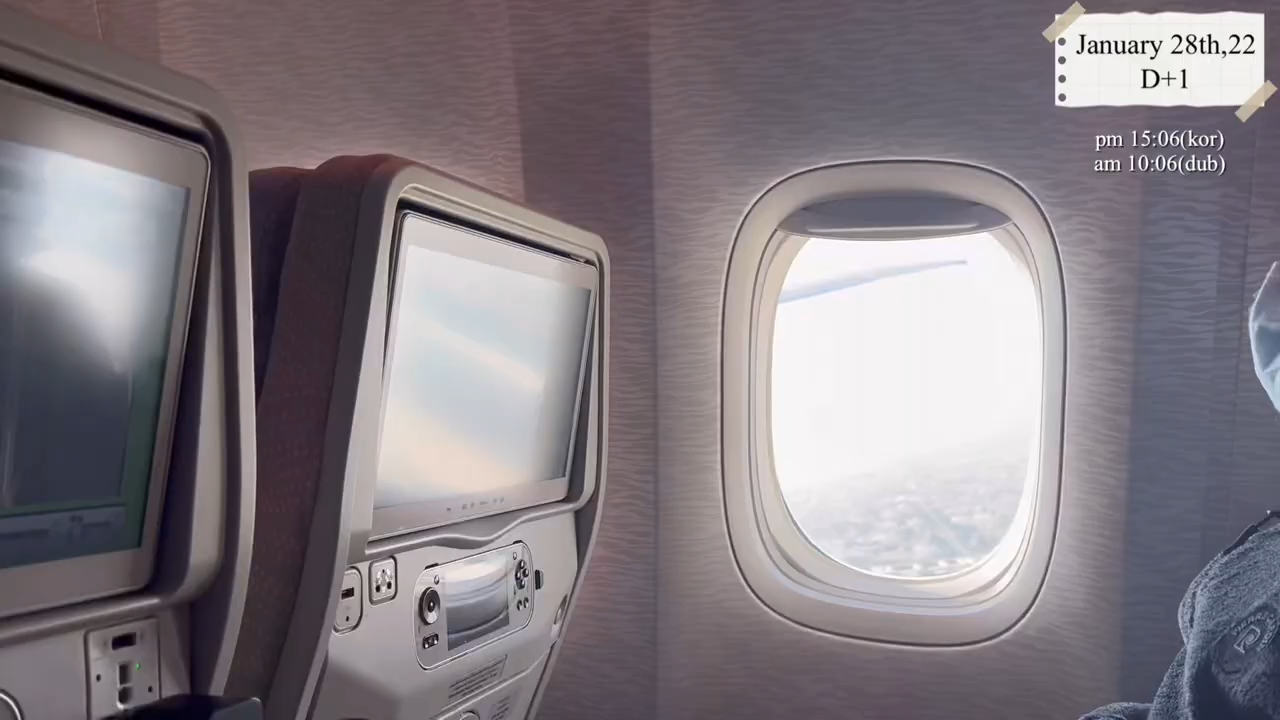 January 28th,22
D+1
pm 15:06(kor)
am 10:06(dub)